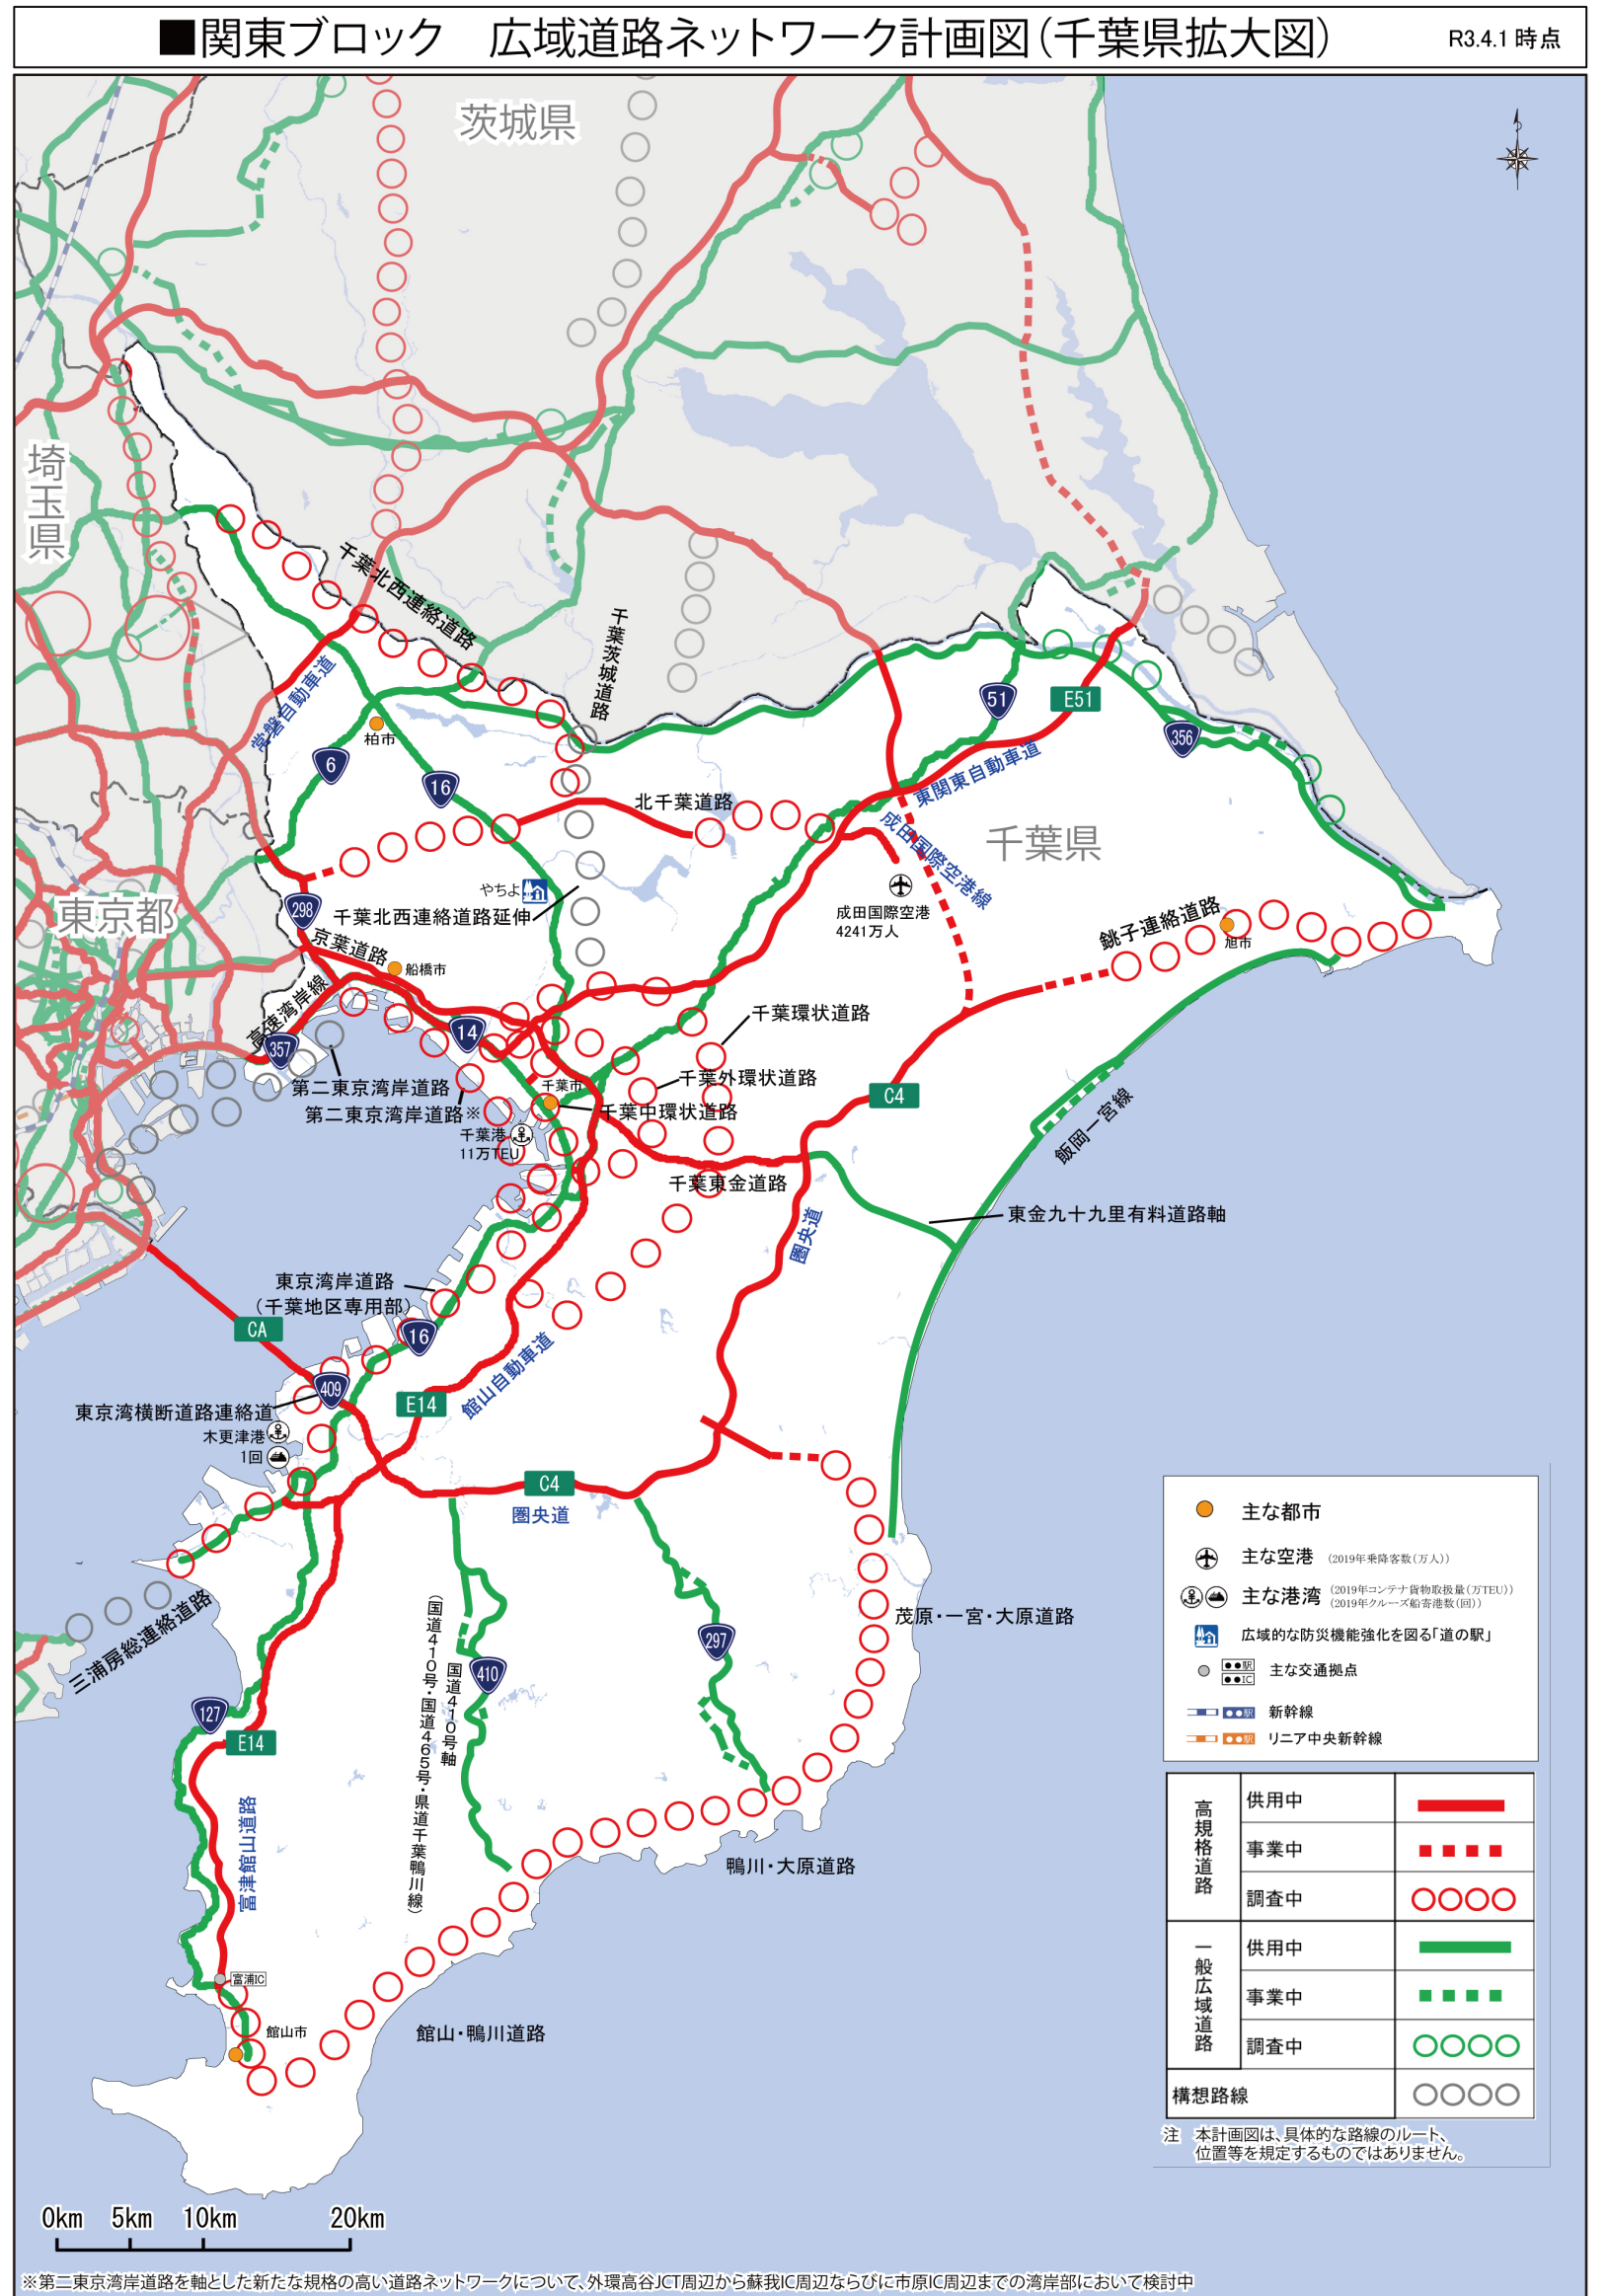 ■関東ブロック　広域道路ネットワーク計画図（千葉県拡大図）
R3.4.1 時点
茨城県
埼玉県
東京都
千葉県
千葉北西連絡道路
千葉茨城道路
常磐自動車道
柏市
6
16
51
E51
356
東関東自動車道
北千葉道路
成田国際空港線
成田国際空港
4241万人
やちよ
千葉北西連絡道路延伸
298
京葉道路
船橋市
高速湾岸線
357
14
銚子連絡道路
旭市
千葉環状道路
千葉外環状道路
千葉中環状道路
第二東京湾岸道路
第二東京湾岸道路※
千葉市
千葉港
11万TEU
C4
飯岡一宮線
千葉東金道路
圏央道
東金九十九里有料道路軸
東京湾岸道路
（千葉地区専用部）
CA
16
409
E14
館山自動車道
東京湾横断道路連絡道
木更津港
1回
C4
圏央道
三浦房総連絡道路
127
E14
国道410号軸
（国道410号・国道465号・県道千葉鴨川線）
410
297
茂原・一宮・大原道路
富津館山道路
鴨川・大原道路
富浦IC
館山市
館山・鴨川道路
主な都市
主な空港 （2019年乗降客数（万人））
主な港湾 （2019年コンテナ貨物取扱量（万TEU））
（2019年クルーズ船寄港数（回））
広域的な防災機能強化を図る「道の駅」
●●駅
●●IC
主な交通拠点
●●駅 新幹線
●●駅 リニア中央新幹線
高規格道路
供用中
事業中
調査中
一般広域道路
供用中
事業中
調査中
構想路線
注　本計画図は、具体的な路線のルート、
位置等を規定するものではありません。
0km 5km 10km 20km
※第二東京湾岸道路を軸とした新たな規格の高い道路ネットワークについて、外環高谷JCT周辺から蘇我IC周辺ならびに市原IC周辺までの湾岸部において検討中